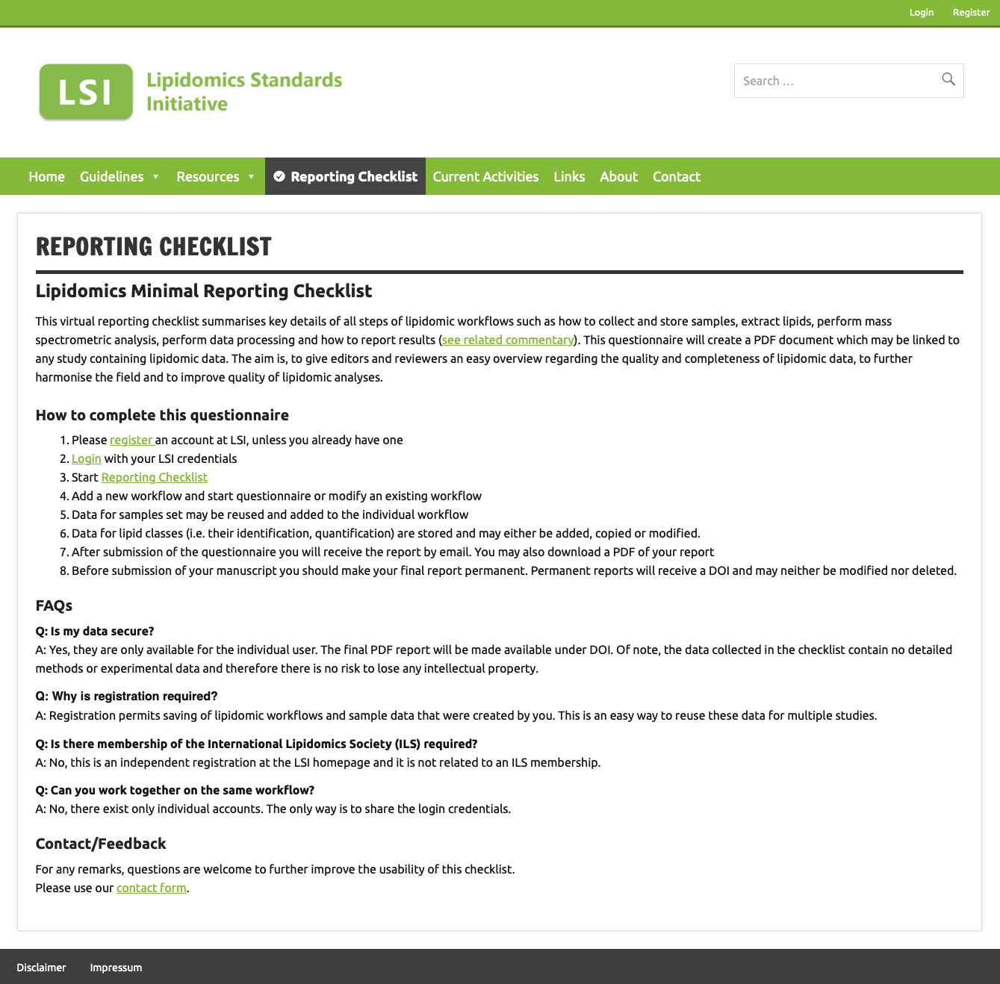 Login Register
LSI Lipidomics Standards
Initiative
Search …
Home Guidelines Resources Reporting Checklist Current Activities Links About Contact
REPORTING CHECKLIST
Lipidomics Minimal Reporting Checklist
This virtual reporting checklist summarises key details of all steps of lipidomic workflows such as how to collect and store samples, extract lipids, perform mass
spectrometric analysis, perform data processing and how to report results (see related commentary). This questionnaire will create a PDF document which may be linked to
any study containing lipidomic data. The aim is, to give editors and reviewers an easy overview regarding the quality and completeness of lipidomic data, to further
harmonise the field and to improve quality of lipidomic analyses.
How to complete this questionnaire
1. Please register an account at LSI, unless you already have one
2. Login with your LSI credentials
3. Start Reporting Checklist
4. Add a new workflow and start questionnaire or modify an existing workflow
5. Data for samples set may be reused and added to the individual workflow
6. Data for lipid classes (i.e. their identification, quantification) are stored and may either be added, copied or modified.
7. After submission of the questionnaire you will receive the report by email. You may also download a PDF of your report
8. Before submission of your manuscript you should make your final report permanent. Permanent reports will receive a DOI and may neither be modified nor deleted.
FAQs
Q: Is my data secure?
A: Yes, they are only available for the individual user. The final PDF report will be made available under DOI. Of note, the data collected in the checklist contain no detailed
methods or experimental data and therefore there is no risk to lose any intellectual property.
Q: Why is registration required?
A: Registration permits saving of lipidomic workflows and sample data that were created by you. This is an easy way to reuse these data for multiple studies.
Q: Is there membership of the International Lipidomics Society (ILS) required?
A: No, this is an independent registration at the LSI homepage and it is not related to an ILS membership.
Q: Can you work together on the same workflow?
A: No, there exist only individual accounts. The only way is to share the login credentials.
Contact/Feedback
For any remarks, questions are welcome to further improve the usability of this checklist.
Please use our contact form.
Disclaimer Impressum